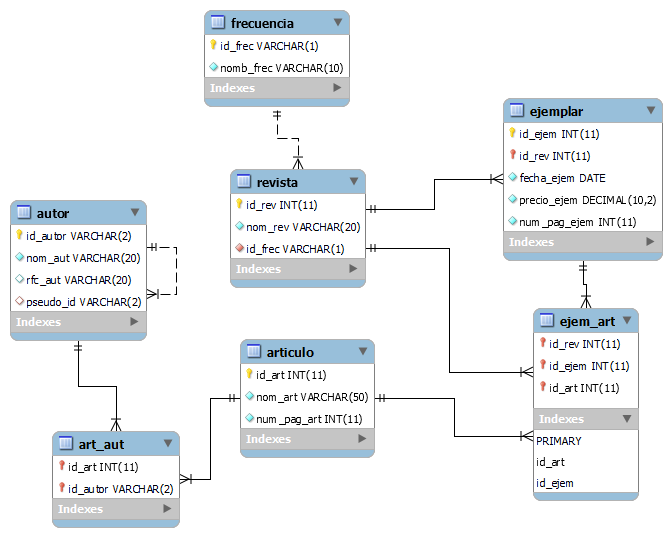 frecuencia
id_frec VARCHAR(1)
nomb_frec VARCHAR(10)
Indexes
ejemplar
id_ejem INT(11)
id_rev INT(11)
fecha_ejem DATE
precio_ejem DECIMAL(10,2)
num_pag_ejem INT(11)
Indexes
revista
id_rev INT(11)
nom_rev VARCHAR(20)
id_frec VARCHAR(1)
Indexes
autor
id_autor VARCHAR(2)
nom_aut VARCHAR(20)
rfc_aut VARCHAR(20)
pseudo_id VARCHAR(2)
Indexes
ejem_art
id_rev INT(11)
id_ejem INT(11)
id_art INT(11)
Indexes
PRIMARY
id_art
id_ejem
articulo
id_art INT(11)
nom_art VARCHAR(50)
num_pag_art INT(11)
Indexes
art_aut
id_art INT(11)
id_autor VARCHAR(2)
Indexes